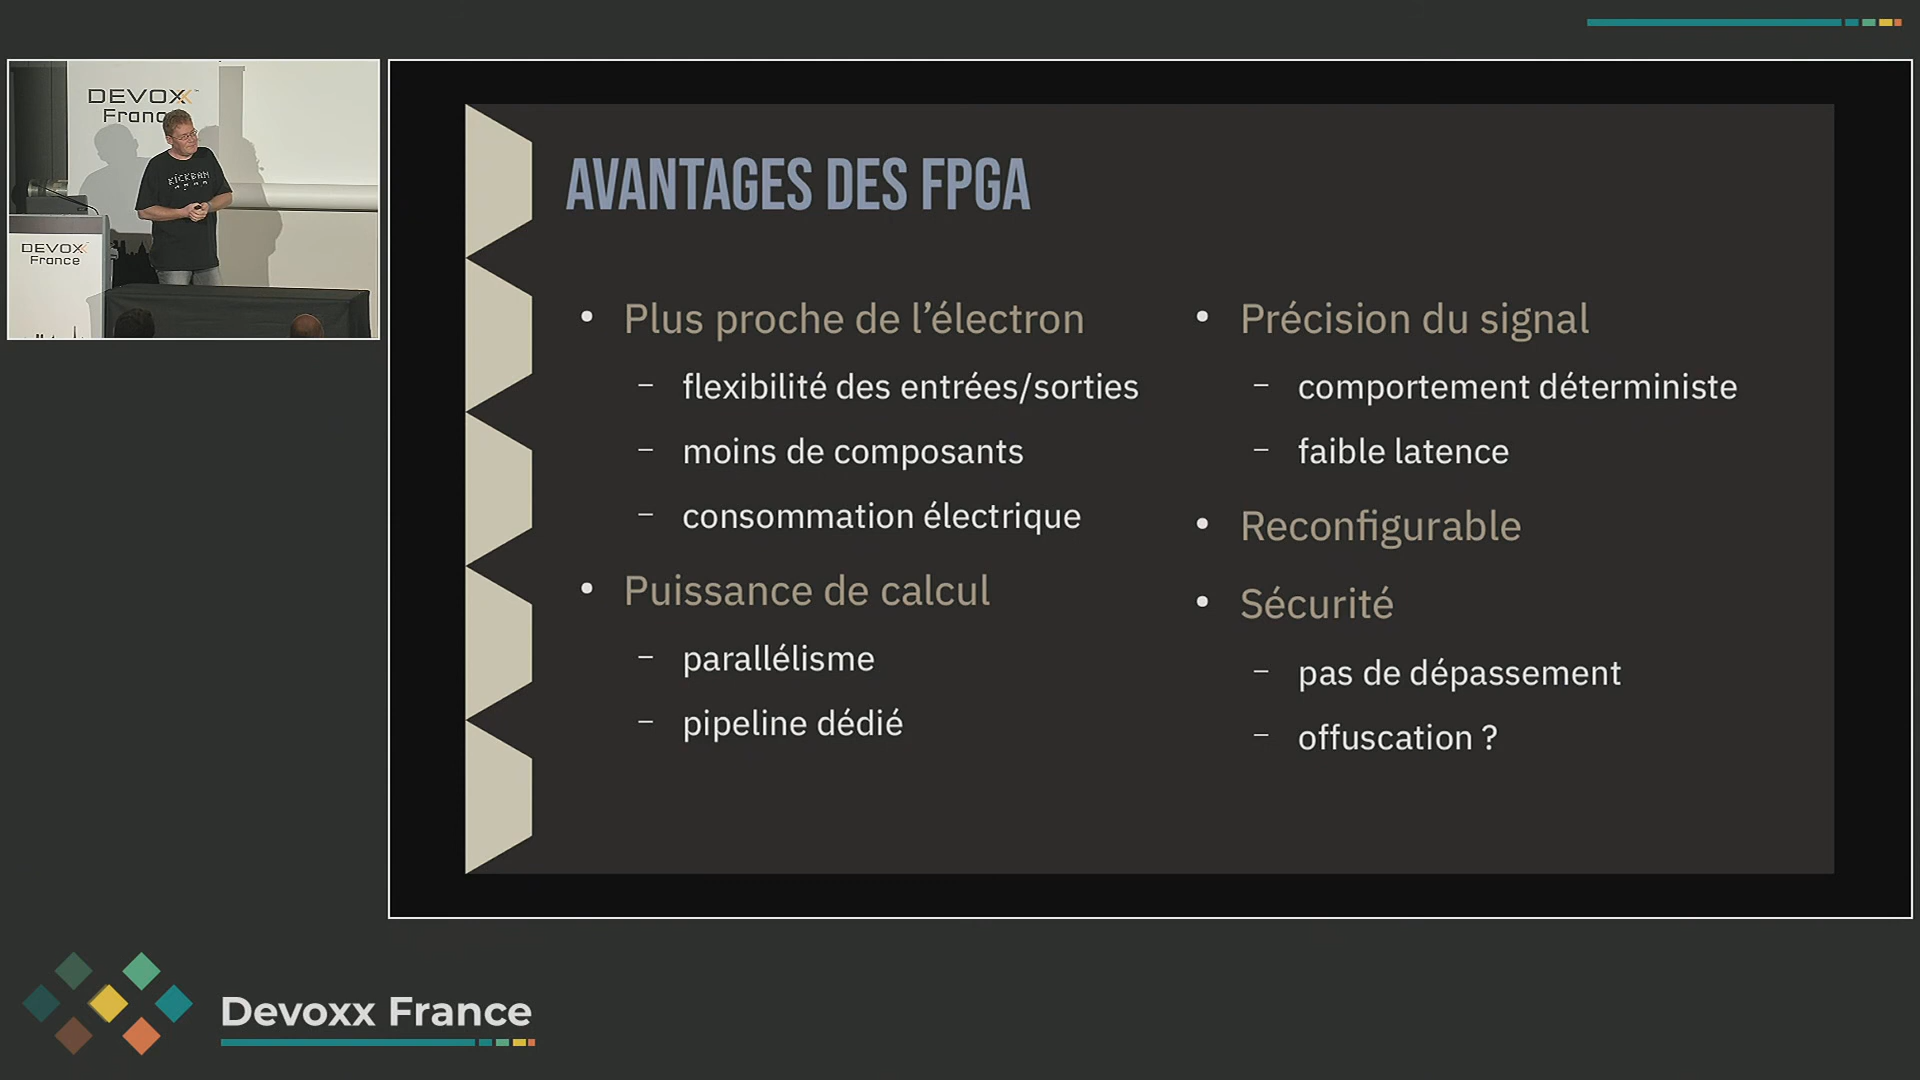 DEVOXX
France
KICKBAN
DEVOXX
France
AVANTAGES DES FPGA
• Plus proche de l’électron
– flexibilité des entrées/sorties
– moins de composants
– consommation électrique
• Puissance de calcul
– parallélisme
– pipeline dédié
• Précision du signal
– comportement déterministe
– faible latence
• Reconfigurable
• Sécurité
– pas de dépassement
– offuscation ?
Devoxx France